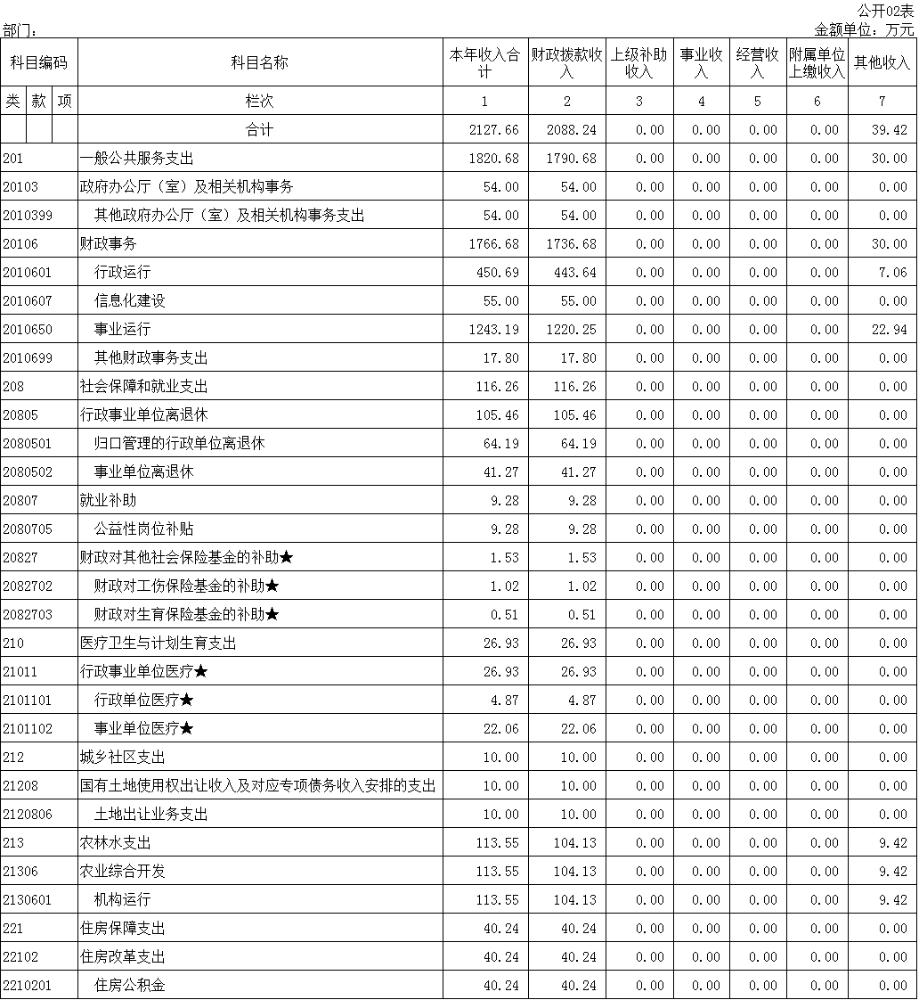 公开02表
部门： 金额单位：万元
科目编码 科目名称 本年收入合计 财政拨款收入 上级补助收入 事业收入 经营收入 附属单位上缴收入 其他收入
类 款 项 栏次 1 2 3 4 5 6 7
合计 2127.66 2088.24 0.00 0.00 0.00 0.00 39.42
201 一般公共服务支出 1820.68 1790.68 0.00 0.00 0.00 0.00 30.00
20103 政府办公厅（室）及相关机构事务 54.00 54.00 0.00 0.00 0.00 0.00 0.00
2010399 其他政府办公厅（室）及相关机构事务支出 54.00 54.00 0.00 0.00 0.00 0.00 0.00
20106 财政事务 1766.68 1736.68 0.00 0.00 0.00 0.00 30.00
2010601 行政运行 450.69 443.64 0.00 0.00 0.00 0.00 7.06
2010607 信息化建设 55.00 55.00 0.00 0.00 0.00 0.00 0.00
2010650 事业运行 1243.19 1220.25 0.00 0.00 0.00 0.00 22.94
2010699 其他财政事务支出 17.80 17.80 0.00 0.00 0.00 0.00 0.00
208 社会保障和就业支出 116.26 116.26 0.00 0.00 0.00 0.00 0.00
20805 行政事业单位离退休 105.46 105.46 0.00 0.00 0.00 0.00 0.00
2080501 归口管理的行政单位离退休 64.19 64.19 0.00 0.00 0.00 0.00 0.00
2080502 事业单位离退休 41.27 41.27 0.00 0.00 0.00 0.00 0.00
20807 就业补助 9.28 9.28 0.00 0.00 0.00 0.00 0.00
2080705 公益性岗位补贴 9.28 9.28 0.00 0.00 0.00 0.00 0.00
20827 财政对其他社会保险基金的补助★ 1.53 1.53 0.00 0.00 0.00 0.00 0.00
2082702 财政对工伤保险基金的补助★ 1.02 1.02 0.00 0.00 0.00 0.00 0.00
2082703 财政对生育保险基金的补助★ 0.51 0.51 0.00 0.00 0.00 0.00 0.00
210 医疗卫生与计划生育支出 26.93 26.93 0.00 0.00 0.00 0.00 0.00
21011 行政事业单位医疗★ 26.93 26.93 0.00 0.00 0.00 0.00 0.00
2101101 行政单位医疗★ 4.87 4.87 0.00 0.00 0.00 0.00 0.00
2101102 事业单位医疗★ 22.06 22.06 0.00 0.00 0.00 0.00 0.00
212 城乡社区支出 10.00 10.00 0.00 0.00 0.00 0.00 0.00
21208 国有土地使用权出让收入及对应专项债务收入安排的支出 10.00 10.00 0.00 0.00 0.00 0.00 0.00
2120806 土地出让业务支出 10.00 10.00 0.00 0.00 0.00 0.00 0.00
213 农林水支出 113.55 104.13 0.00 0.00 0.00 0.00 9.42
21306 农业综合开发 113.55 104.13 0.00 0.00 0.00 0.00 9.42
2130601 机构运行 113.55 104.13 0.00 0.00 0.00 0.00 9.42
221 住房保障支出 40.24 40.24 0.00 0.00 0.00 0.00 0.00
22102 住房改革支出 40.24 40.24 0.00 0.00 0.00 0.00 0.00
2210201 住房公积金 40.24 40.24 0.00 0.00 0.00 0.00 0.00